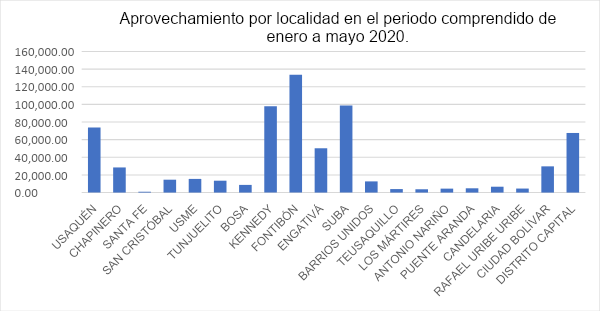 Aprovechamiento por localidad en el periodo comprendido de
enero a mayo 2020.
160,000.00
140,000.00
120,000.00
100,000.00
80,000.00
60,000.00
40,000.00
20,000.00
0.00
USAQUÉN
CHAPINERO
SANTA FE
SAN CRISTÓBAL
USME
TUNJUELITO
BOSA
KENNEDY
FONTIBÓN
ENGATIVÁ
SUBA
BARRIOS UNIDOS
TEUSAQUILLO
LOS MÁRTIRES
ANTONIO NARIÑO
PUENTE ARANDA
CANDELARIA
RAFAEL URIBE URIBE
CIUDAD BOLÍVAR
DISTRITO CAPITAL